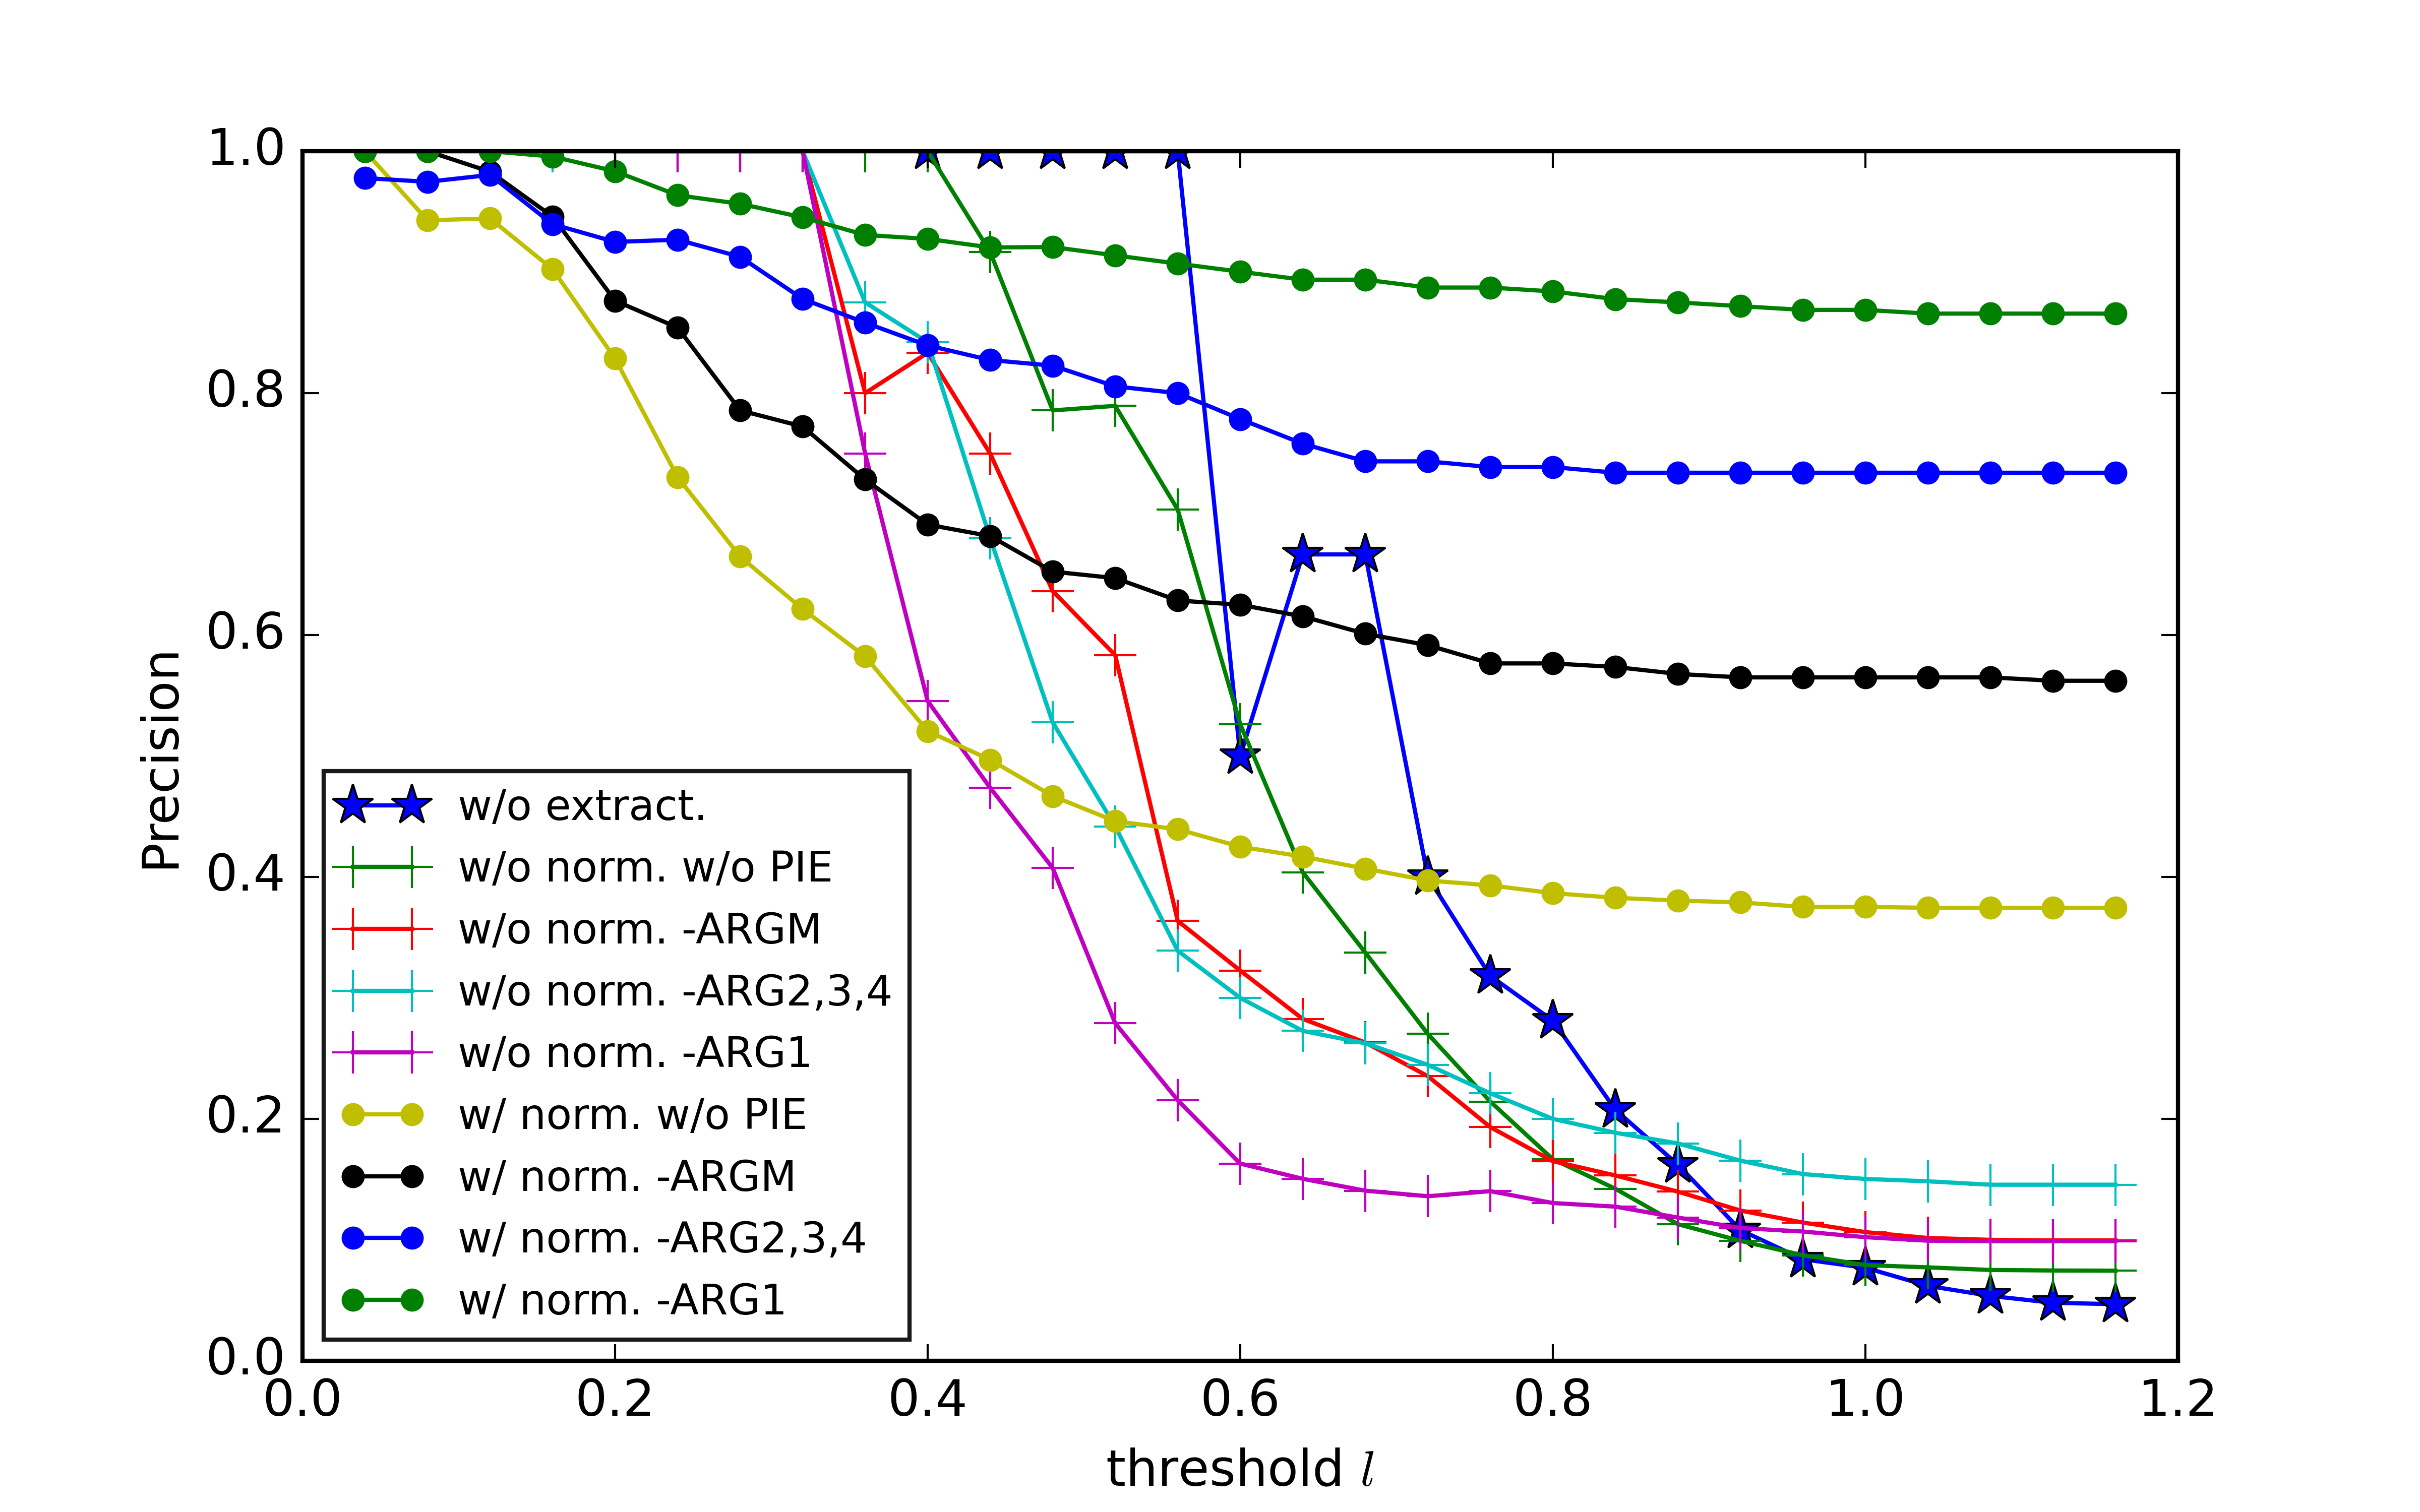 1.0
0.8
0.6
0.4
0.2
0.0
Precision
w/o extract.
w/o norm. w/o PIE
w/o norm. -ARGM
w/o norm. -ARG2,3,4
w/o norm. -ARG1
w/ norm. w/o PIE
w/ norm. -ARGM
w/ norm. -ARG2,3,4
w/ norm. -ARG1
0.0 0.2 0.4 0.6 0.8 1.0 1.2
threshold l